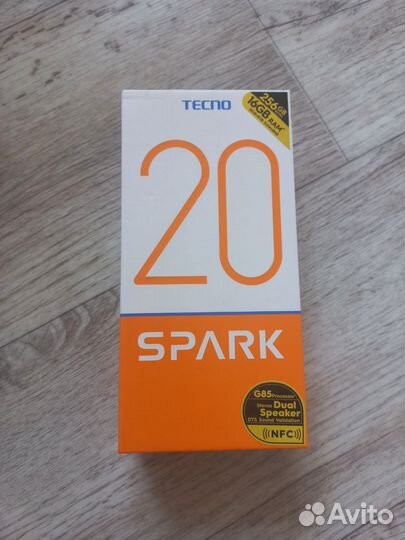 TECNO
256GB
16GB RAM*
20
SPARK
G85 Processor
Stereo Dual
Speaker
DTS Sound Validation
NFC
Avito